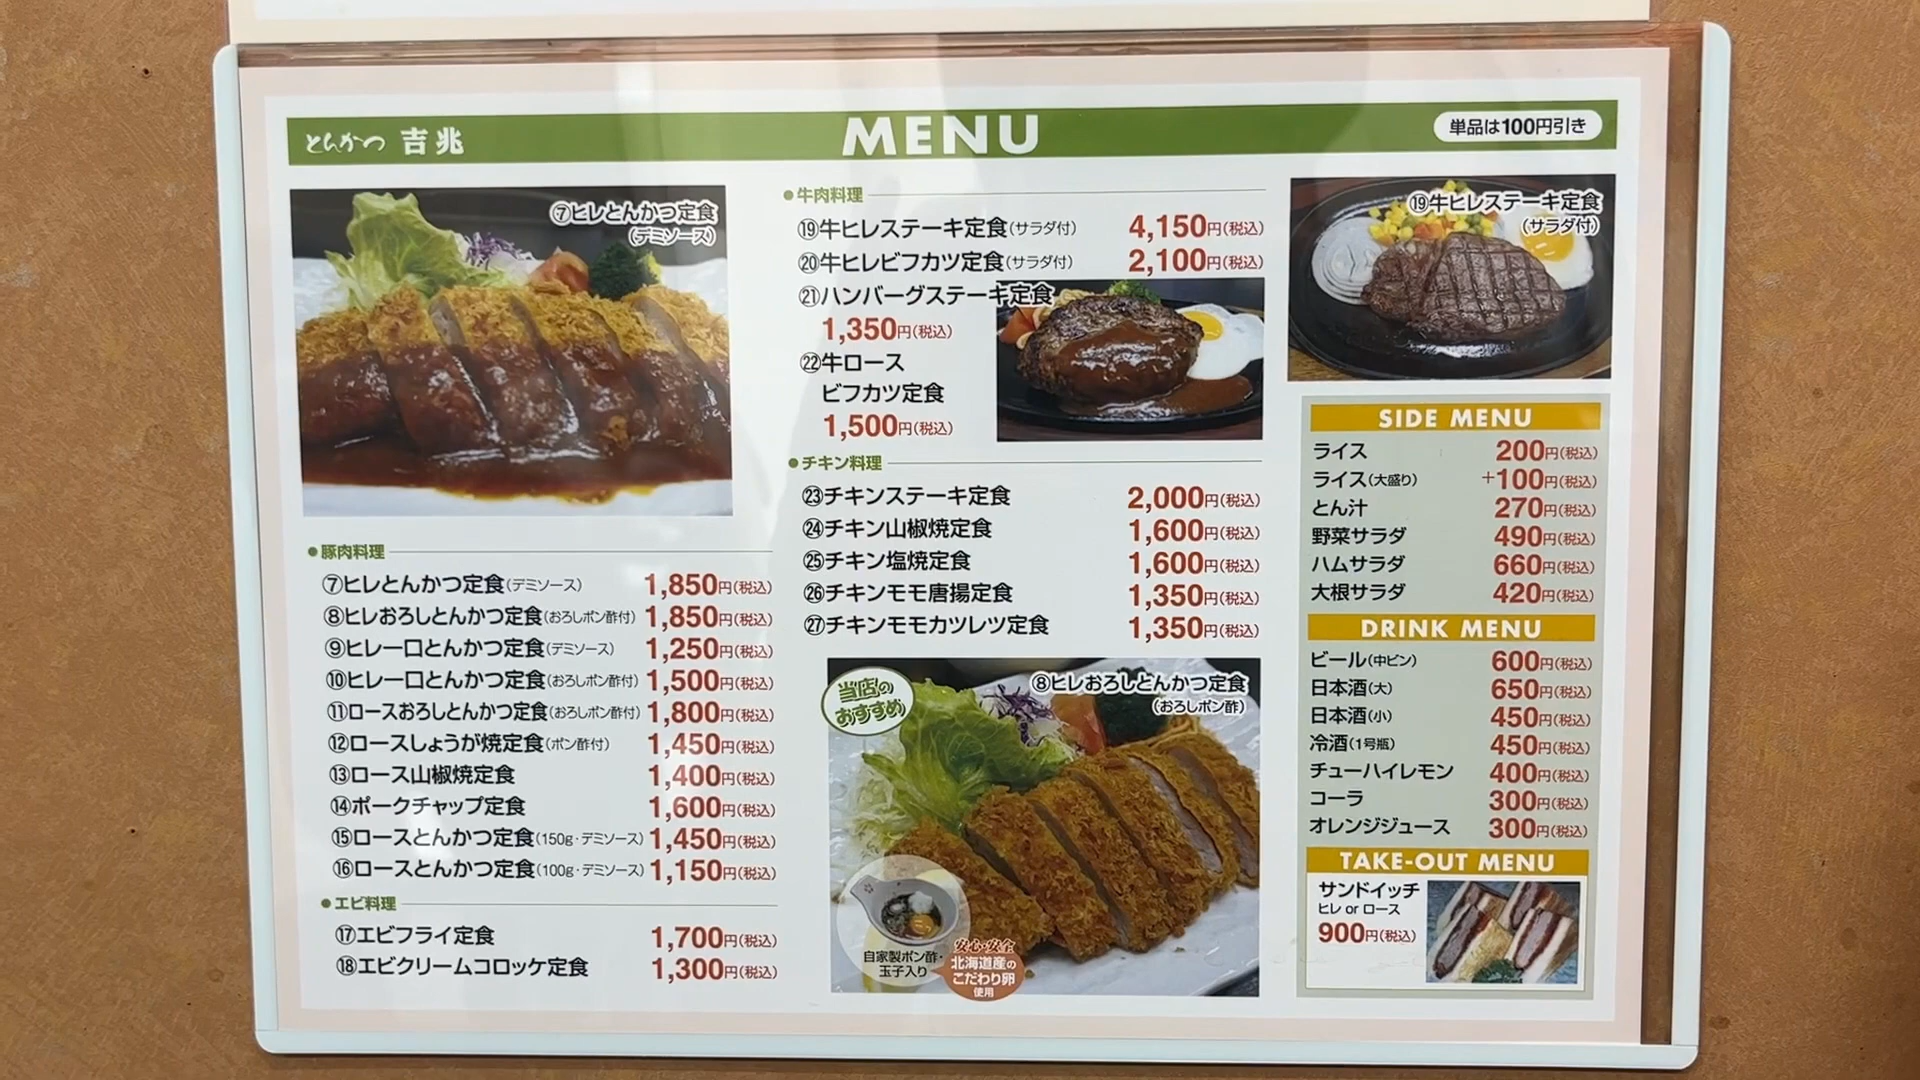 とんかつ 吉兆
MENU
単品は100円引き
⑦ヒレとんかつ定食
(デミソース)
●豚肉料理
⑦ヒレとんかつ定食(デミソース) 1,850円(税込)
⑧ヒレおろしとんかつ定食(おろしポン酢付) 1,850円(税込)
⑨ヒレ一口とんかつ定食(デミソース) 1,250円(税込)
⑩ヒレ一口とんかつ定食(おろしポン酢付) 1,500円(税込)
⑪ロースおろしとんかつ定食(おろしポン酢付) 1,800円(税込)
⑫ロースしょうが焼定食(ポン酢付) 1,450円(税込)
⑬ロース山椒焼定食 1,400円(税込)
⑭ポークチャップ定食 1,600円(税込)
⑮ロースとんかつ定食(150g・デミソース) 1,450円(税込)
⑯ロースとんかつ定食(100g・デミソース) 1,150円(税込)
●エビ料理
⑰エビフライ定食 1,700円(税込)
⑱エビクリームコロッケ定食 1,300円(税込)
●牛肉料理
⑲牛ヒレステーキ定食(サラダ付) 4,150円(税込)
⑳牛ヒレビフカツ定食(サラダ付) 2,100円(税込)
㉑ハンバーグステーキ定食
1,350円(税込)
㉒牛ロース
ビフカツ定食
1,500円(税込)
●チキン料理
㉓チキンステーキ定食 2,000円(税込)
㉔チキン山椒焼定食 1,600円(税込)
㉕チキン塩焼定食 1,600円(税込)
㉖チキンモモ唐揚定食 1,350円(税込)
㉗チキンモモカツレツ定食 1,350円(税込)
当店の
おすすめ
⑧ヒレおろしとんかつ定食
(おろしポン酢)
自家製ポン酢・
玉子入り
安心・安全
北海道産の
こだわり卵
使用
⑲牛ヒレステーキ定食
(サラダ付)
SIDE MENU
ライス 200円(税込)
ライス(大盛り) +100円(税込)
とん汁 270円(税込)
野菜サラダ 490円(税込)
ハムサラダ 660円(税込)
大根サラダ 420円(税込)
DRINK MENU
ビール(中ビン) 600円(税込)
日本酒(大) 650円(税込)
日本酒(小) 450円(税込)
冷酒(1号瓶) 450円(税込)
チューハイレモン 400円(税込)
コーラ 300円(税込)
オレンジジュース 300円(税込)
TAKE-OUT MENU
サンドイッチ
ヒレ or ロース
900円(税込)